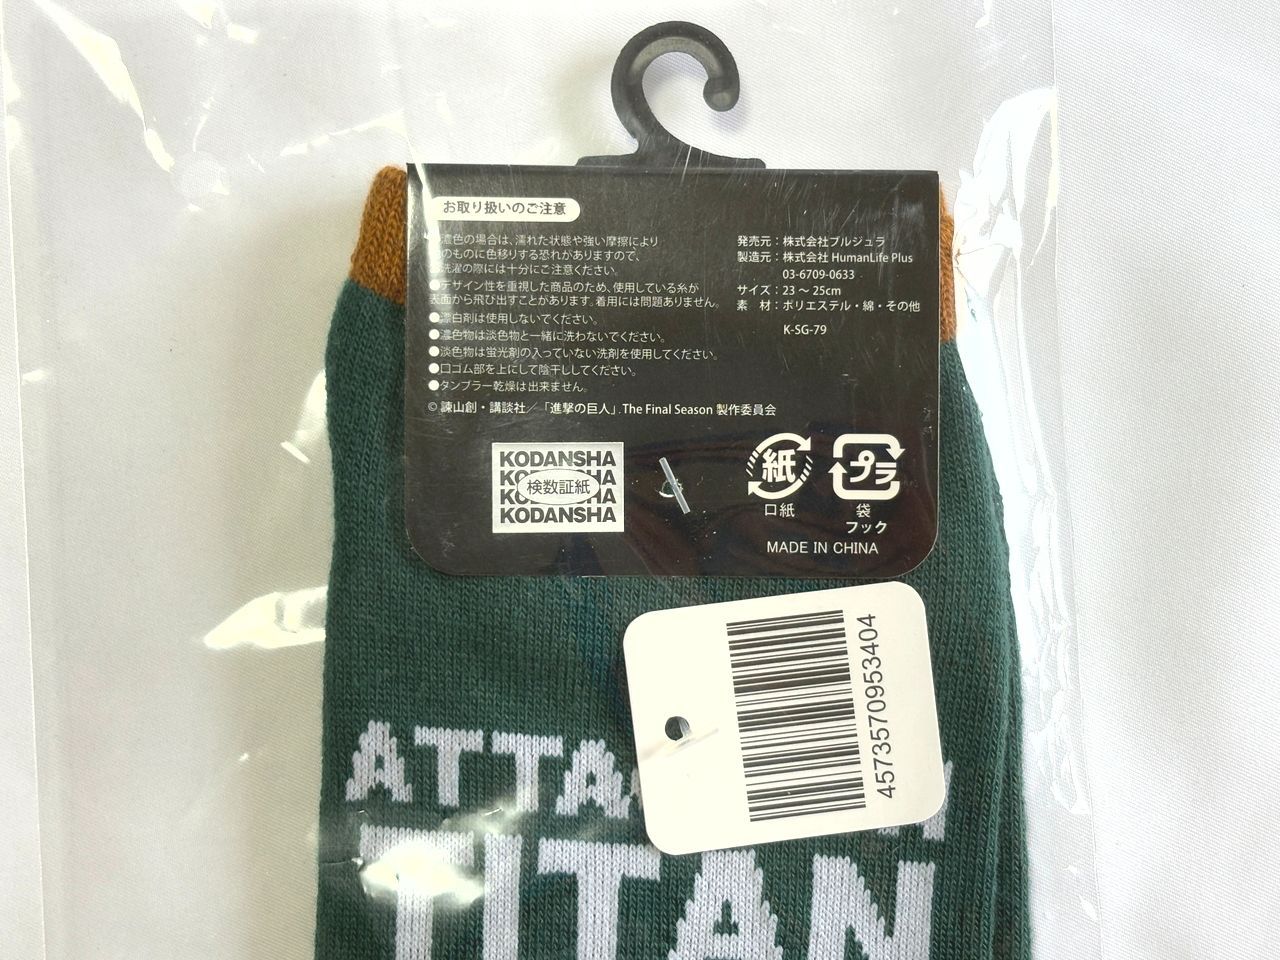 お取り扱いのご注意
濃色の場合は、濡れた状態や強い摩擦により
のものに色移りする恐れがありますので、
洗濯の際には十分にご注意ください。
●デザイン性を重視した商品のため、使用している糸が
表面から飛び出すことがあります。着用には問題ありません。
●漂白剤は使用しないでください。
●濃色物は淡色物と一緒に洗わないでください。
●淡色物は蛍光剤の入っていない洗剤を使用してください。
●口ゴム部を上にして陰干ししてください。
●タンブラー乾燥は出来ません。
発売元：株式会社ブルジュラ
製造元：株式会社 HumanLife Plus
03-6709-0633
サイズ：23～25cm
素 材：ポリエステル・綿・その他
K-SG-79
© 諫山創・講談社／「進撃の巨人」The Final Season 製作委員会
KODANSHA
検数証紙
KODANSHA
紙
口紙
プラ
袋
フック
MADE IN CHINA
4573570953404
ATTA
TITAN